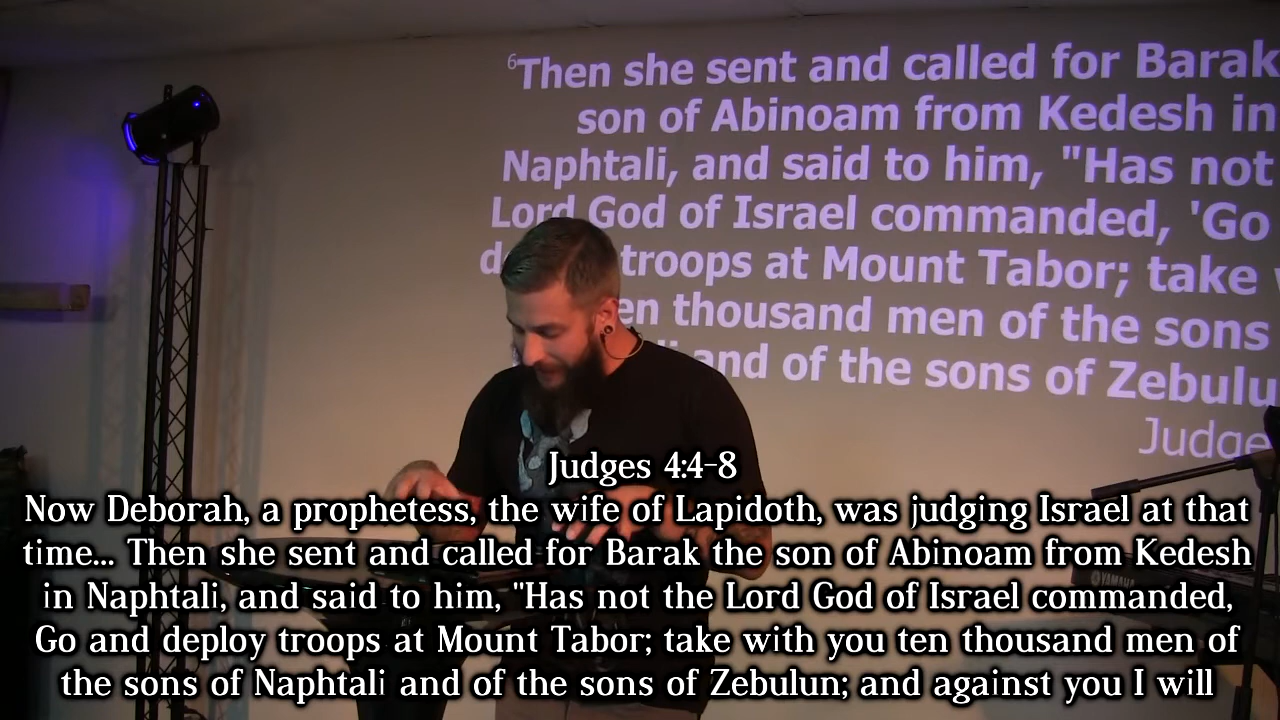 ⁶Then she sent and called for Barak
son of Abinoam from Kedesh in
Naphtali, and said to him, "Has not
Lord God of Israel commanded, 'Go
troops at Mount Tabor; take
en thousand men of the sons
and of the sons of Zebulu
Judge
Judges 4:4-8
Now Deborah, a prophetess, the wife of Lapidoth, was judging Israel at that
time... Then she sent and called for Barak the son of Abinoam from Kedesh
in Naphtali, and said to him, "Has not the Lord God of Israel commanded,
Go and deploy troops at Mount Tabor; take with you ten thousand men of
the sons of Naphtali and of the sons of Zebulun; and against you I will
YAMAHA